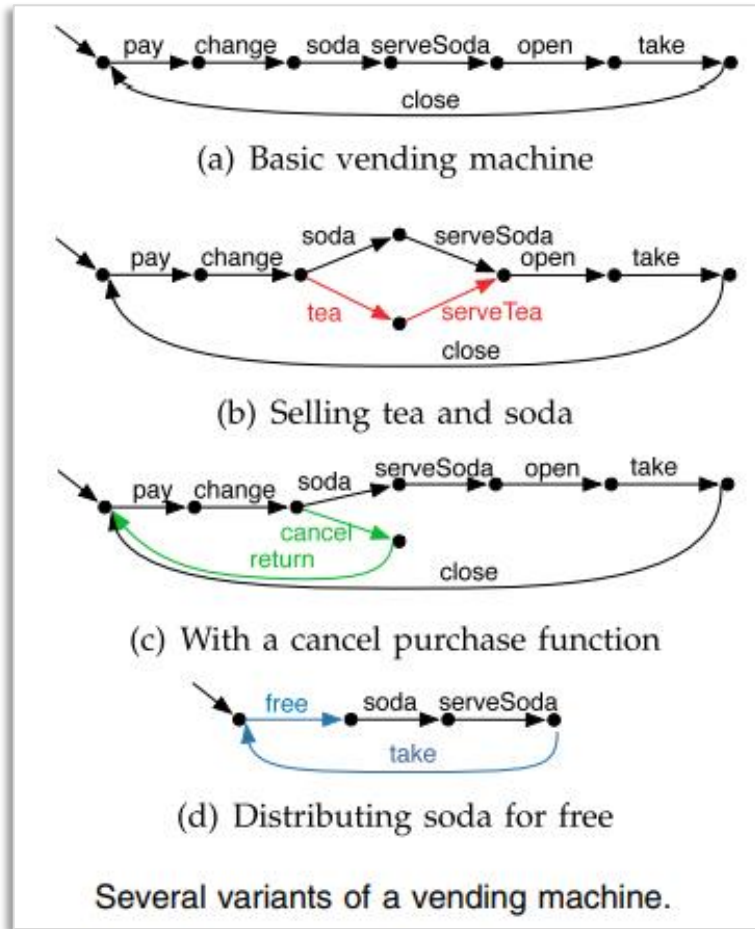 pay change soda serveSoda open take
close
(a) Basic vending machine
soda serveSoda
pay change open take
tea serveTea
close
(b) Selling tea and soda
serveSoda open take
pay change soda
cancel
return
close
(c) With a cancel purchase function
free soda serveSoda
take
(d) Distributing soda for free
Several variants of a vending machine.